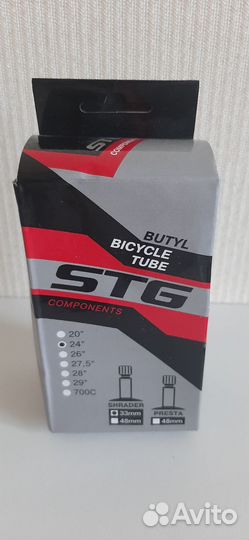 STG
COMPONENTS
BUTYL
BICYCLE
TUBE
STG
COMPONENTS
20"
24"
26"
27,5"
28"
29"
700C
SHRADER
33mm
48mm
PRESTA
48mm
Avito